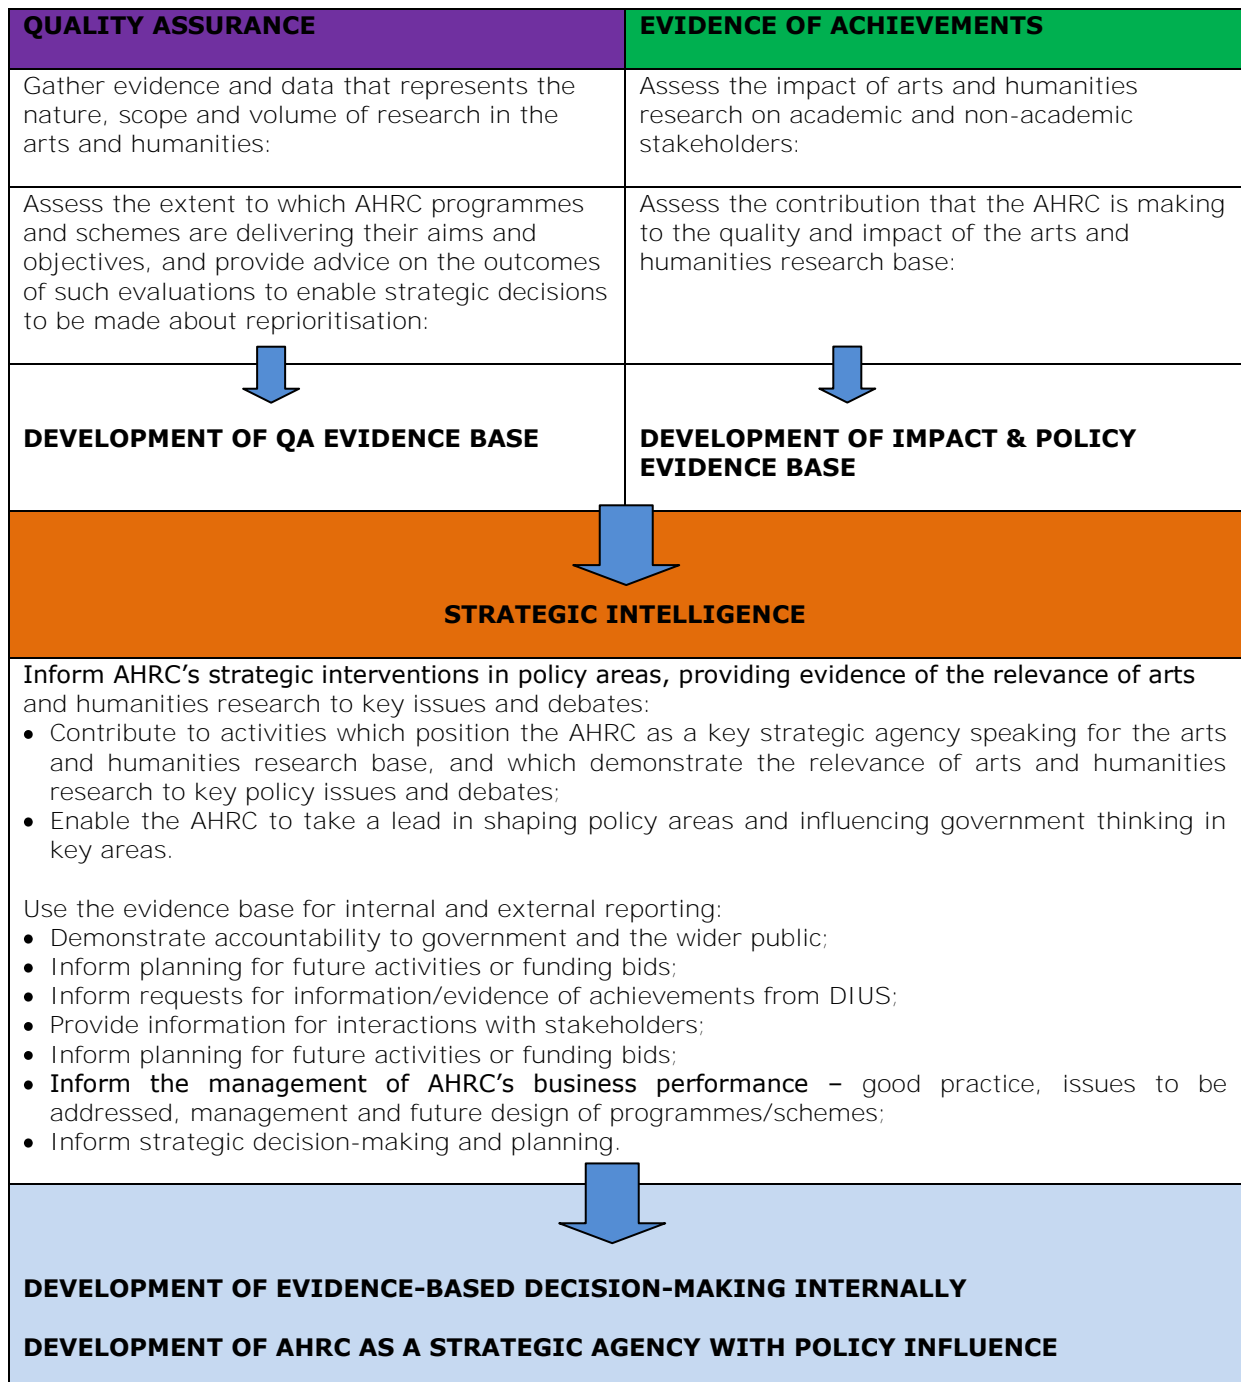 QUALITY ASSURANCE
EVIDENCE OF ACHIEVEMENTS
Gather evidence and data that represents the
nature, scope and volume of research in the
arts and humanities:
Assess the impact of arts and humanities
research on academic and non-academic
stakeholders:
Assess the extent to which AHRC programmes
and schemes are delivering their aims and
objectives, and provide advice on the outcomes
of such evaluations to enable strategic decisions
to be made about reprioritisation:
Assess the contribution that the AHRC is making
to the quality and impact of the arts and
humanities research base:
DEVELOPMENT OF QA EVIDENCE BASE
DEVELOPMENT OF IMPACT & POLICY
EVIDENCE BASE
STRATEGIC INTELLIGENCE
Inform AHRC’s strategic interventions in policy areas, providing evidence of the relevance of arts
and humanities research to key issues and debates:
• Contribute to activities which position the AHRC as a key strategic agency speaking for the arts
and humanities research base, and which demonstrate the relevance of arts and humanities
research to key policy issues and debates;
• Enable the AHRC to take a lead in shaping policy areas and influencing government thinking in
key areas.
Use the evidence base for internal and external reporting:
• Demonstrate accountability to government and the wider public;
• Inform planning for future activities or funding bids;
• Inform requests for information/evidence of achievements from DIUS;
• Provide information for interactions with stakeholders;
• Inform planning for future activities or funding bids;
• Inform the management of AHRC’s business performance – good practice, issues to be
addressed, management and future design of programmes/schemes;
• Inform strategic decision-making and planning.
DEVELOPMENT OF EVIDENCE-BASED DECISION-MAKING INTERNALLY
DEVELOPMENT OF AHRC AS A STRATEGIC AGENCY WITH POLICY INFLUENCE